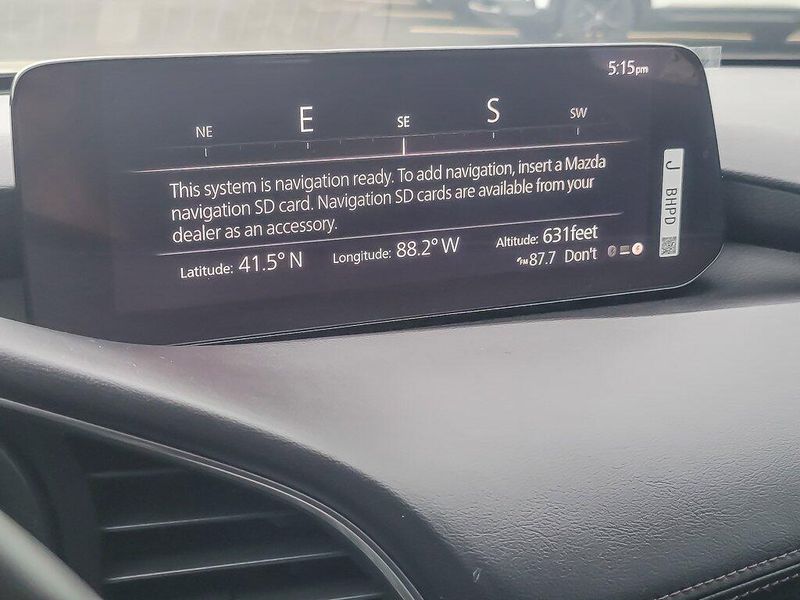 5:15pm
NE E SE S SW
This system is navigation ready. To add navigation, insert a Mazda
navigation SD card. Navigation SD cards are available from your
dealer as an accessory.
Latitude: 41.5° N Longitude: 88.2° W Altitude: 631feet
FM 87.7 Don't
J BHPD